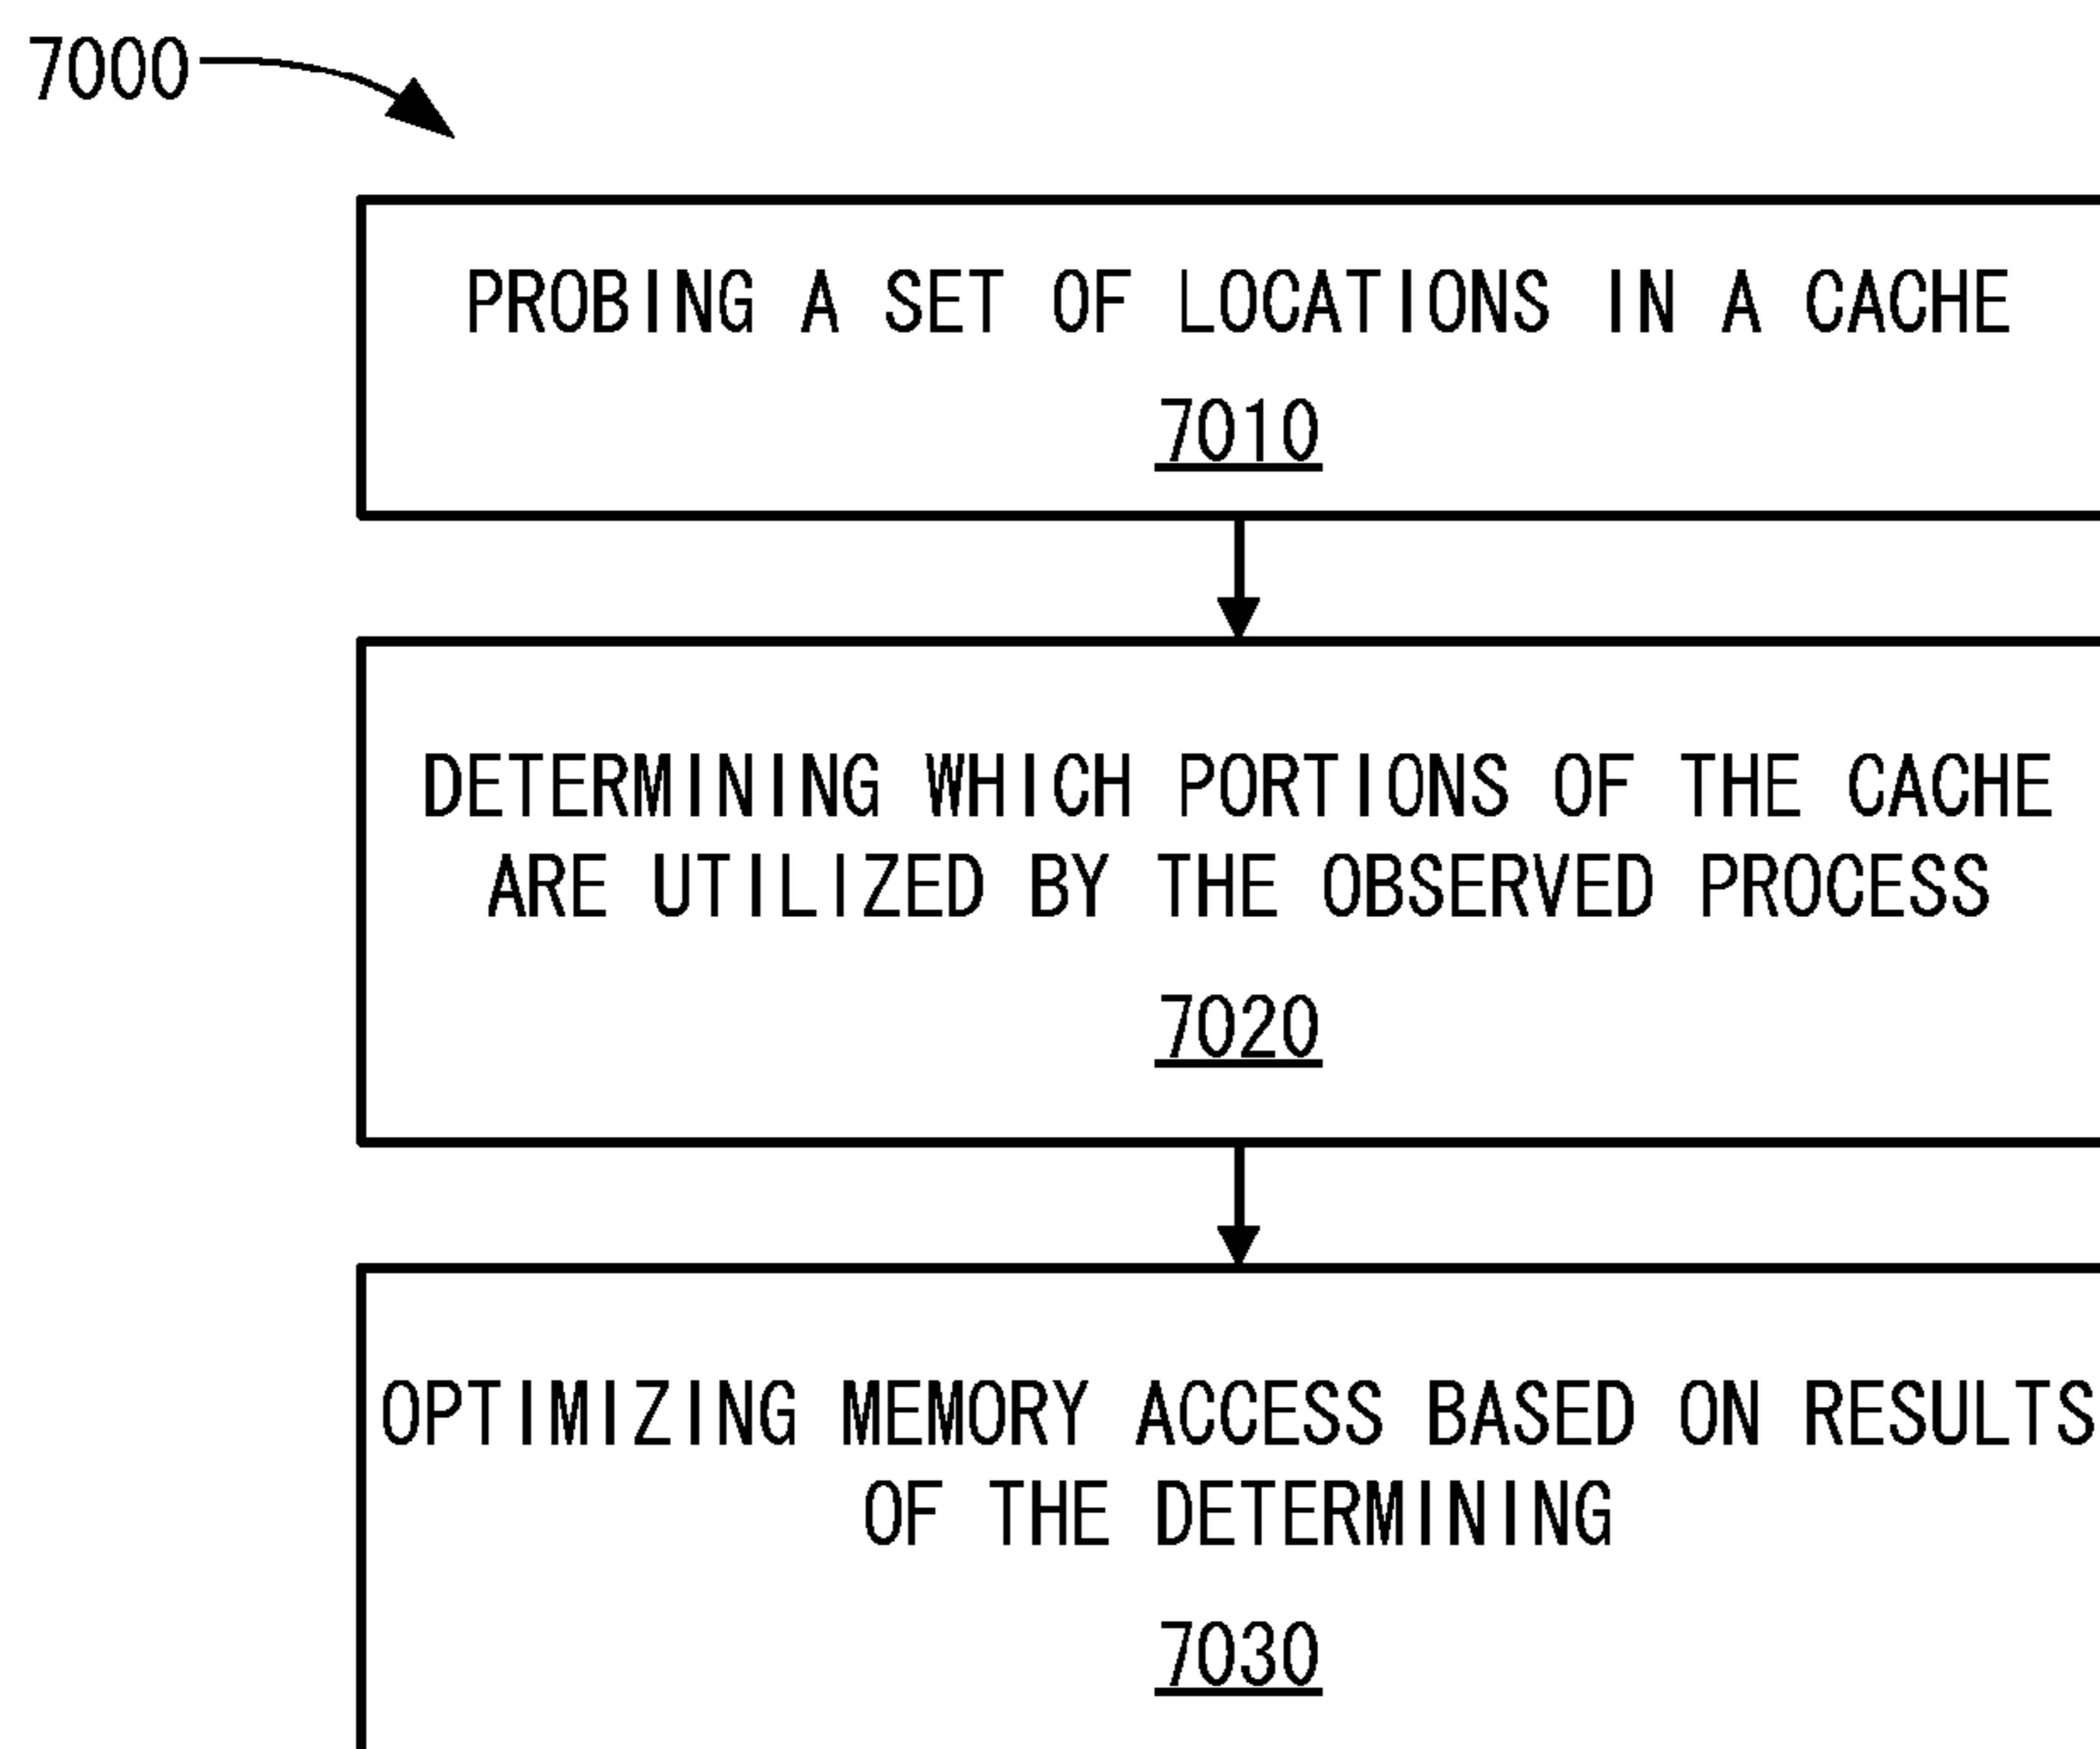 7000
PROBING A SET OF LOCATIONS IN A CACHE
7010
DETERMINING WHICH PORTIONS OF THE CACHE
ARE UTILIZED BY THE OBSERVED PROCESS
7020
OPTIMIZING MEMORY ACCESS BASED ON RESULTS
OF THE DETERMINING
7030